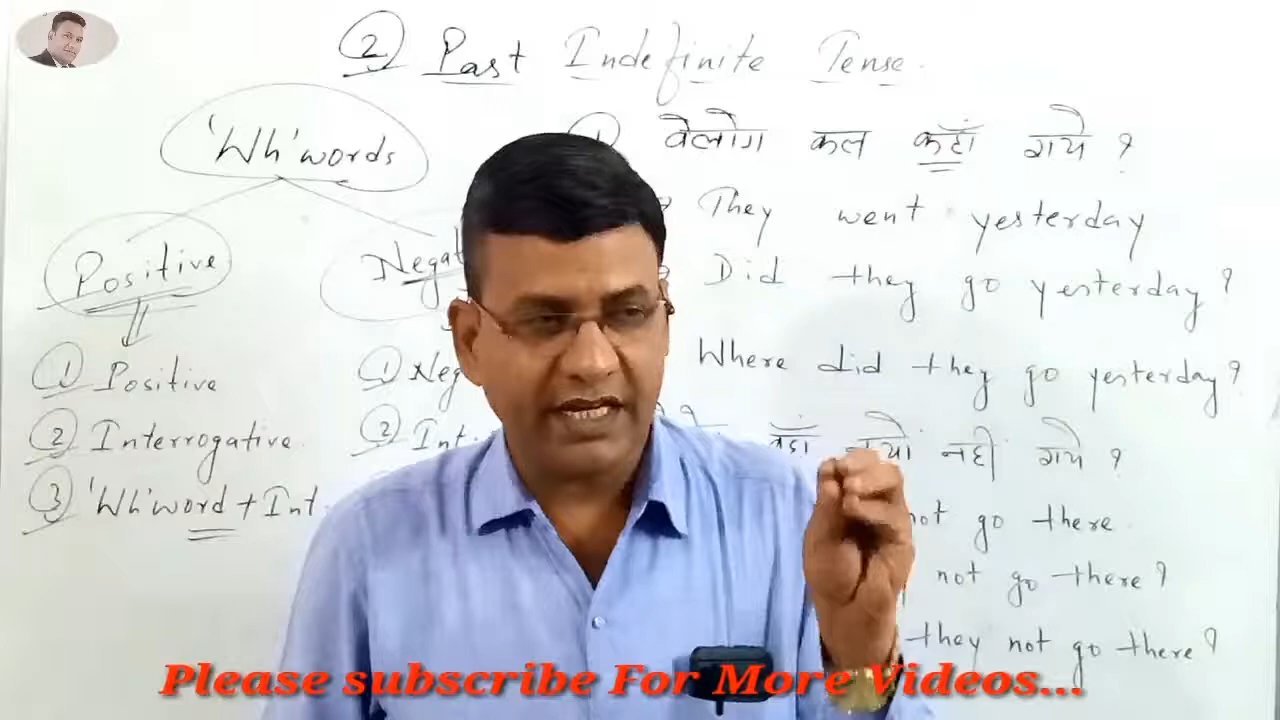 ② Past Indefinite Tense.
'Wh' words
Positive
① Positive
② Interrogative.
③ 'Wh' word + Int.
①
②
वेलोग कल कहाँ गये ?
They went yesterday
Did they go yesterday ?
Where did they go yesterday ?
नहीं गये ?
not go there
not go there ?
they not go there ?
Please subscribe For More Videos...